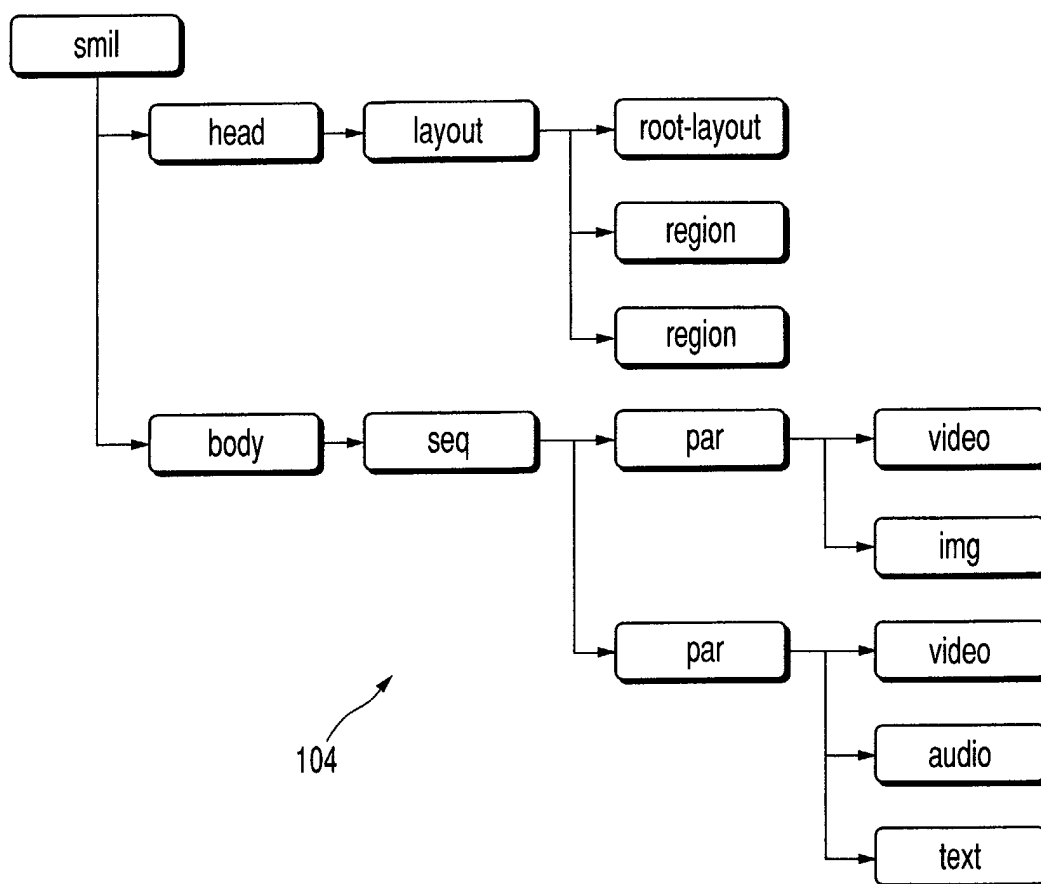 smil
head
layout
root-layout
region
region
body
seq
par
video
img
par
video
audio
text
104